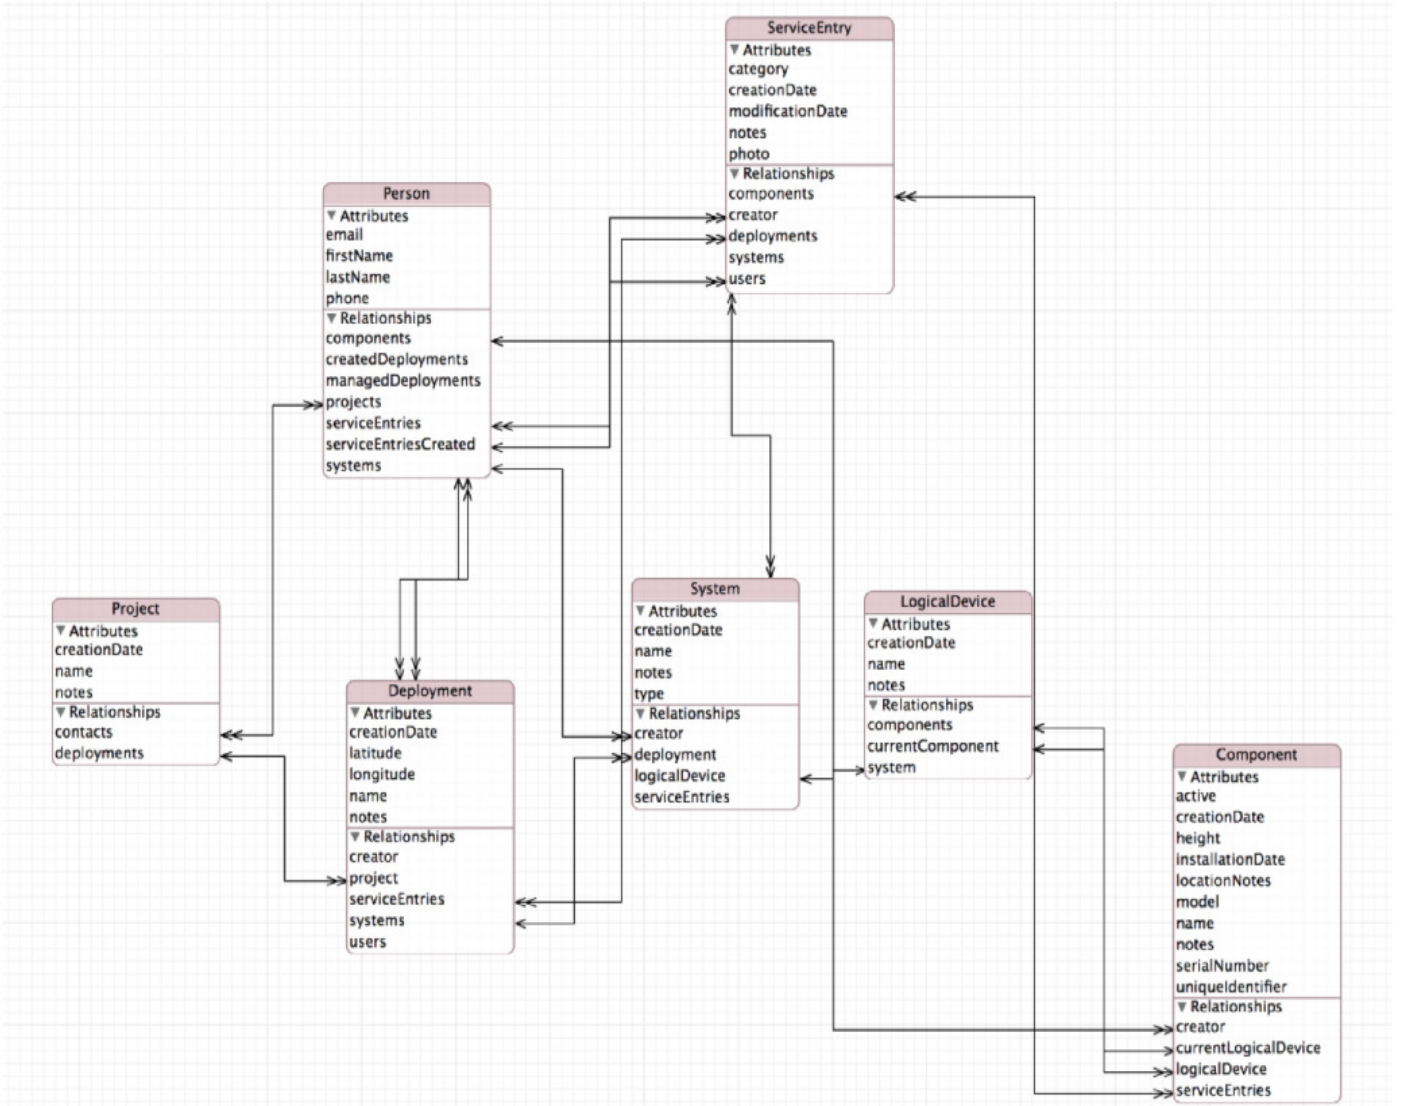 ServiceEntry
Attributes
category
creationDate
modificationDate
notes
photo
Relationships
components
creator
deployments
systems
users
Person
Attributes
email
firstName
lastName
phone
Relationships
components
createdDeployments
managedDeployments
projects
serviceEntries
serviceEntriesCreated
systems
Project
Attributes
creationDate
name
notes
Relationships
contacts
deployments
Deployment
Attributes
creationDate
latitude
longitude
name
notes
Relationships
creator
project
serviceEntries
systems
users
System
Attributes
creationDate
name
notes
type
Relationships
creator
deployment
logicalDevice
serviceEntries
LogicalDevice
Attributes
creationDate
name
notes
Relationships
components
currentComponent
system
Component
Attributes
active
creationDate
height
installationDate
locationNotes
model
name
notes
serialNumber
uniqueIdentifier
Relationships
creator
currentLogicalDevice
logicalDevice
serviceEntries